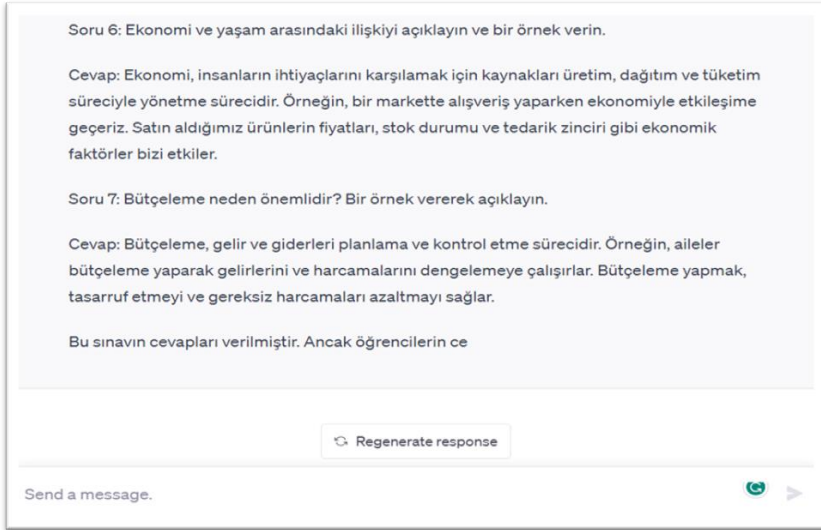 Soru 6: Ekonomi ve yaşam arasındaki ilişkiyi açıklayın ve bir örnek verin.
Cevap: Ekonomi, insanların ihtiyaçlarını karşılamak için kaynakları üretim, dağıtım ve tüketim
süreciyle yönetme sürecidir. Örneğin, bir markette alışveriş yaparken ekonomiyle etkileşime
geçeriz. Satın aldığımız ürünlerin fiyatları, stok durumu ve tedarik zinciri gibi ekonomik
faktörler bizi etkiler.
Soru 7: Bütçeleme neden önemlidir? Bir örnek vererek açıklayın.
Cevap: Bütçeleme, gelir ve giderleri planlama ve kontrol etme sürecidir. Örneğin, aileler
bütçeleme yaparak gelirlerini ve harcamalarını dengelemeye çalışırlar. Bütçeleme yapmak,
tasarruf etmeyi ve gereksiz harcamaları azaltmayı sağlar.
Bu sınavın cevapları verilmiştir. Ancak öğrencilerin ce
Regenerate response
Send a message.